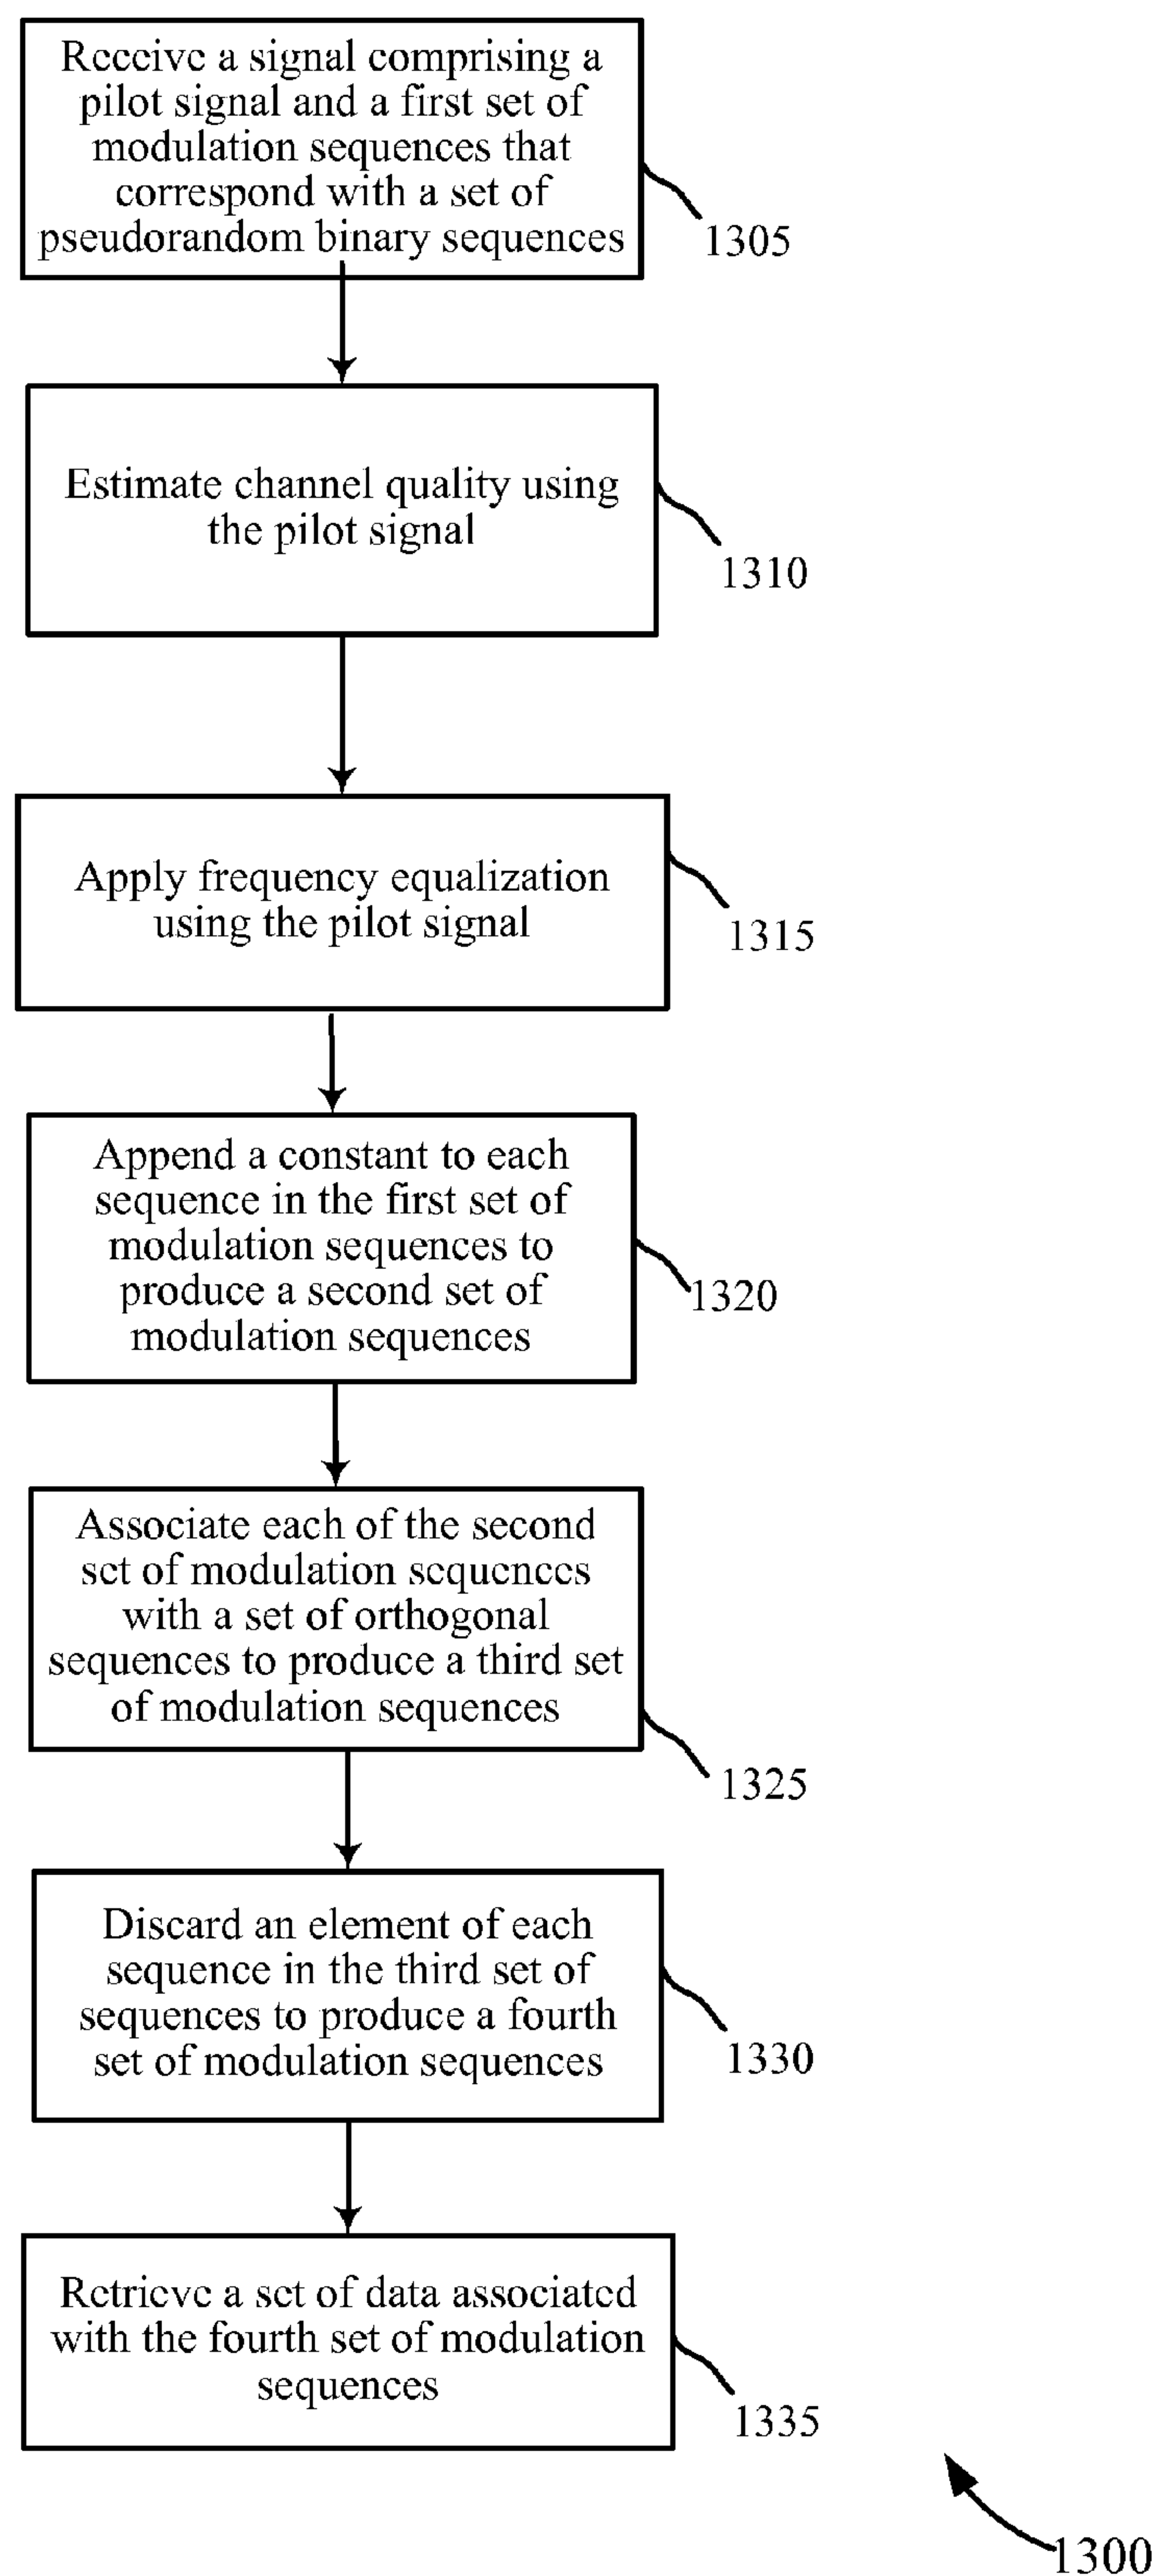 Receive a signal comprising a
pilot signal and a first set of
modulation sequences that
correspond with a set of
pseudorandom binary sequences
1305
Estimate channel quality using
the pilot signal
1310
Apply frequency equalization
using the pilot signal
1315
Append a constant to each
sequence in the first set of
modulation sequences to
produce a second set of
modulation sequences
1320
Associate each of the second
set of modulation sequences
with a set of orthogonal
sequences to produce a third set
of modulation sequences
1325
Discard an element of each
sequence in the third set of
sequences to produce a fourth
set of modulation sequences
1330
Retrieve a set of data associated
with the fourth set of modulation
sequences
1335
1300